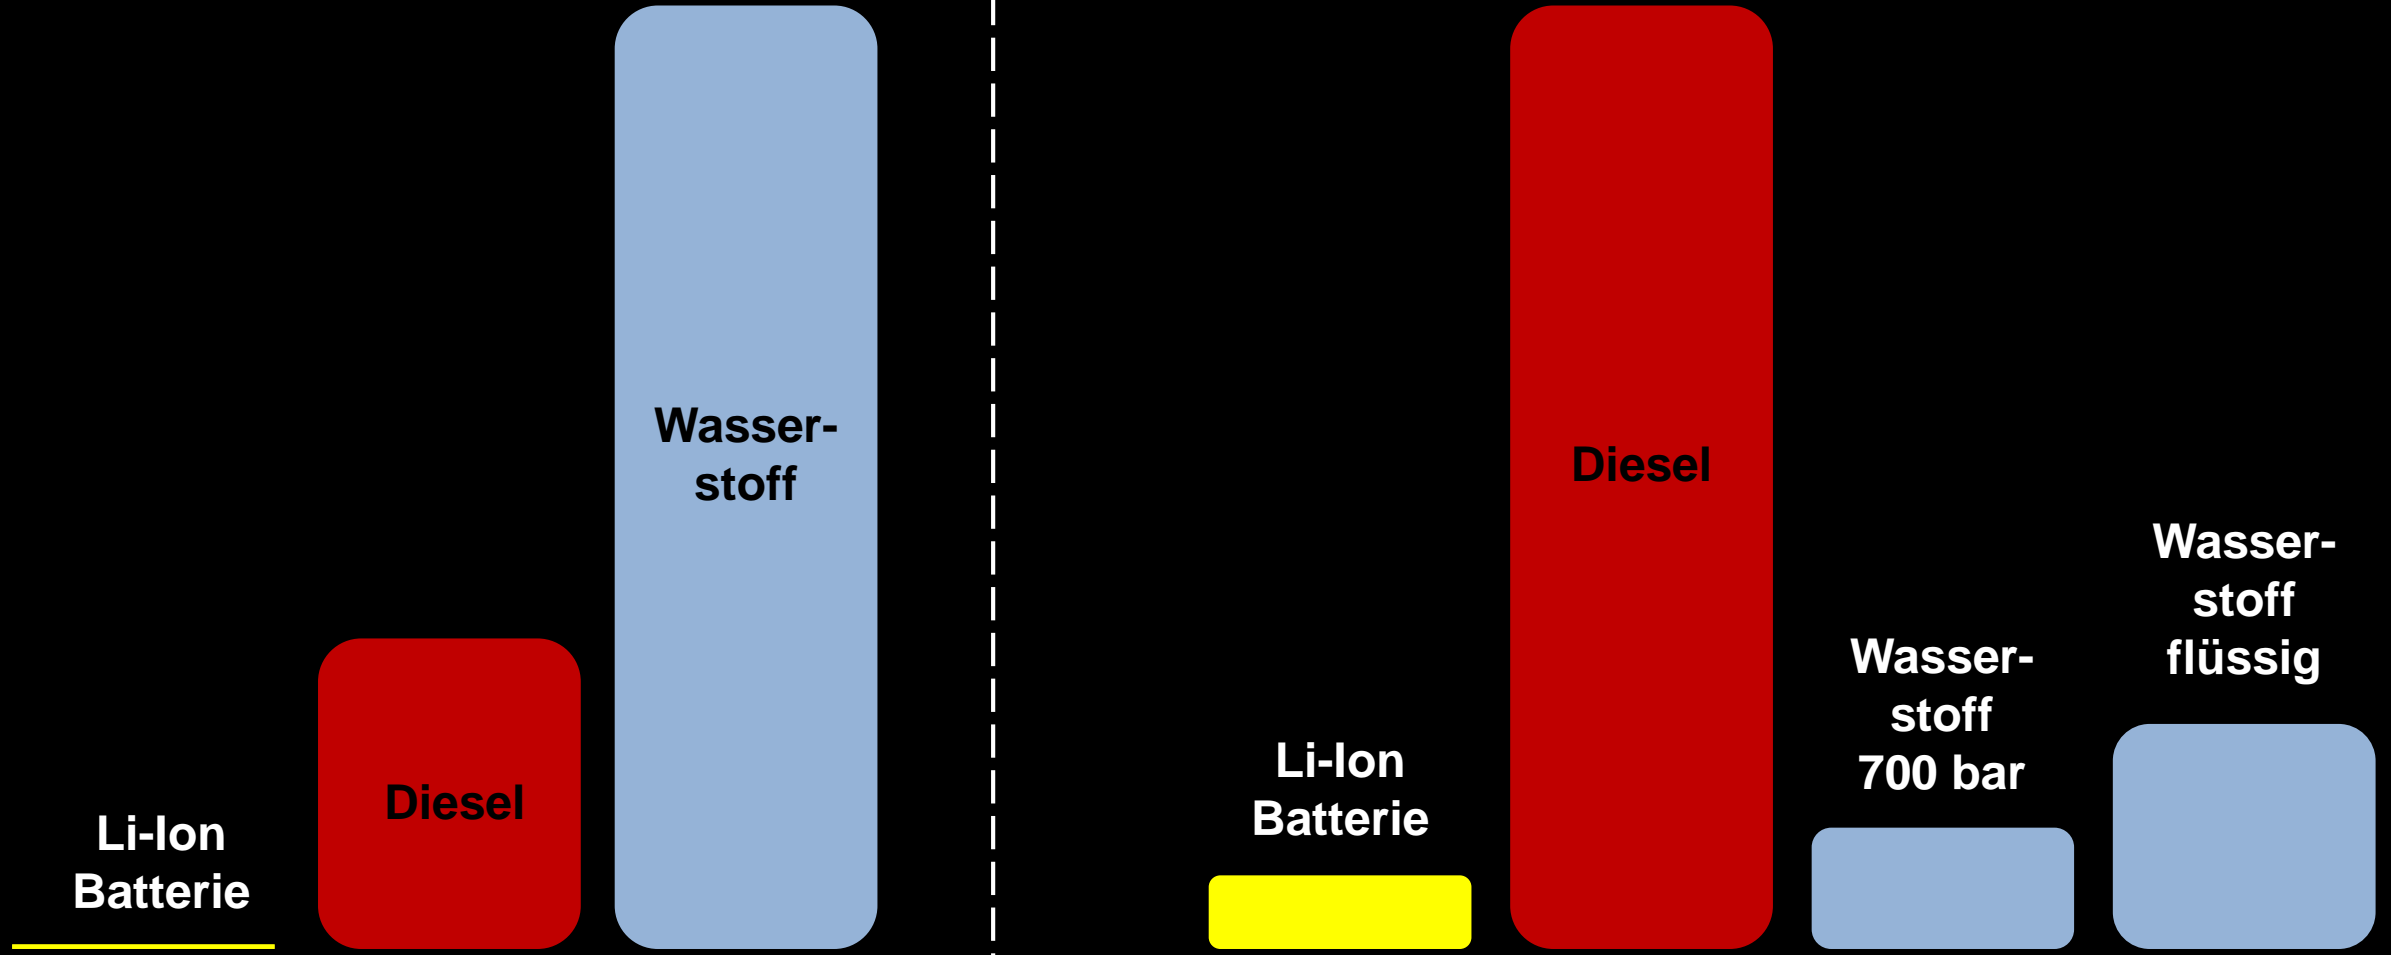 Li-Ion
Batterie
Diesel
Wasser-
stoff
Li-Ion
Batterie
Diesel
Wasser-
stoff
700 bar
Wasser-
stoff
flüssig